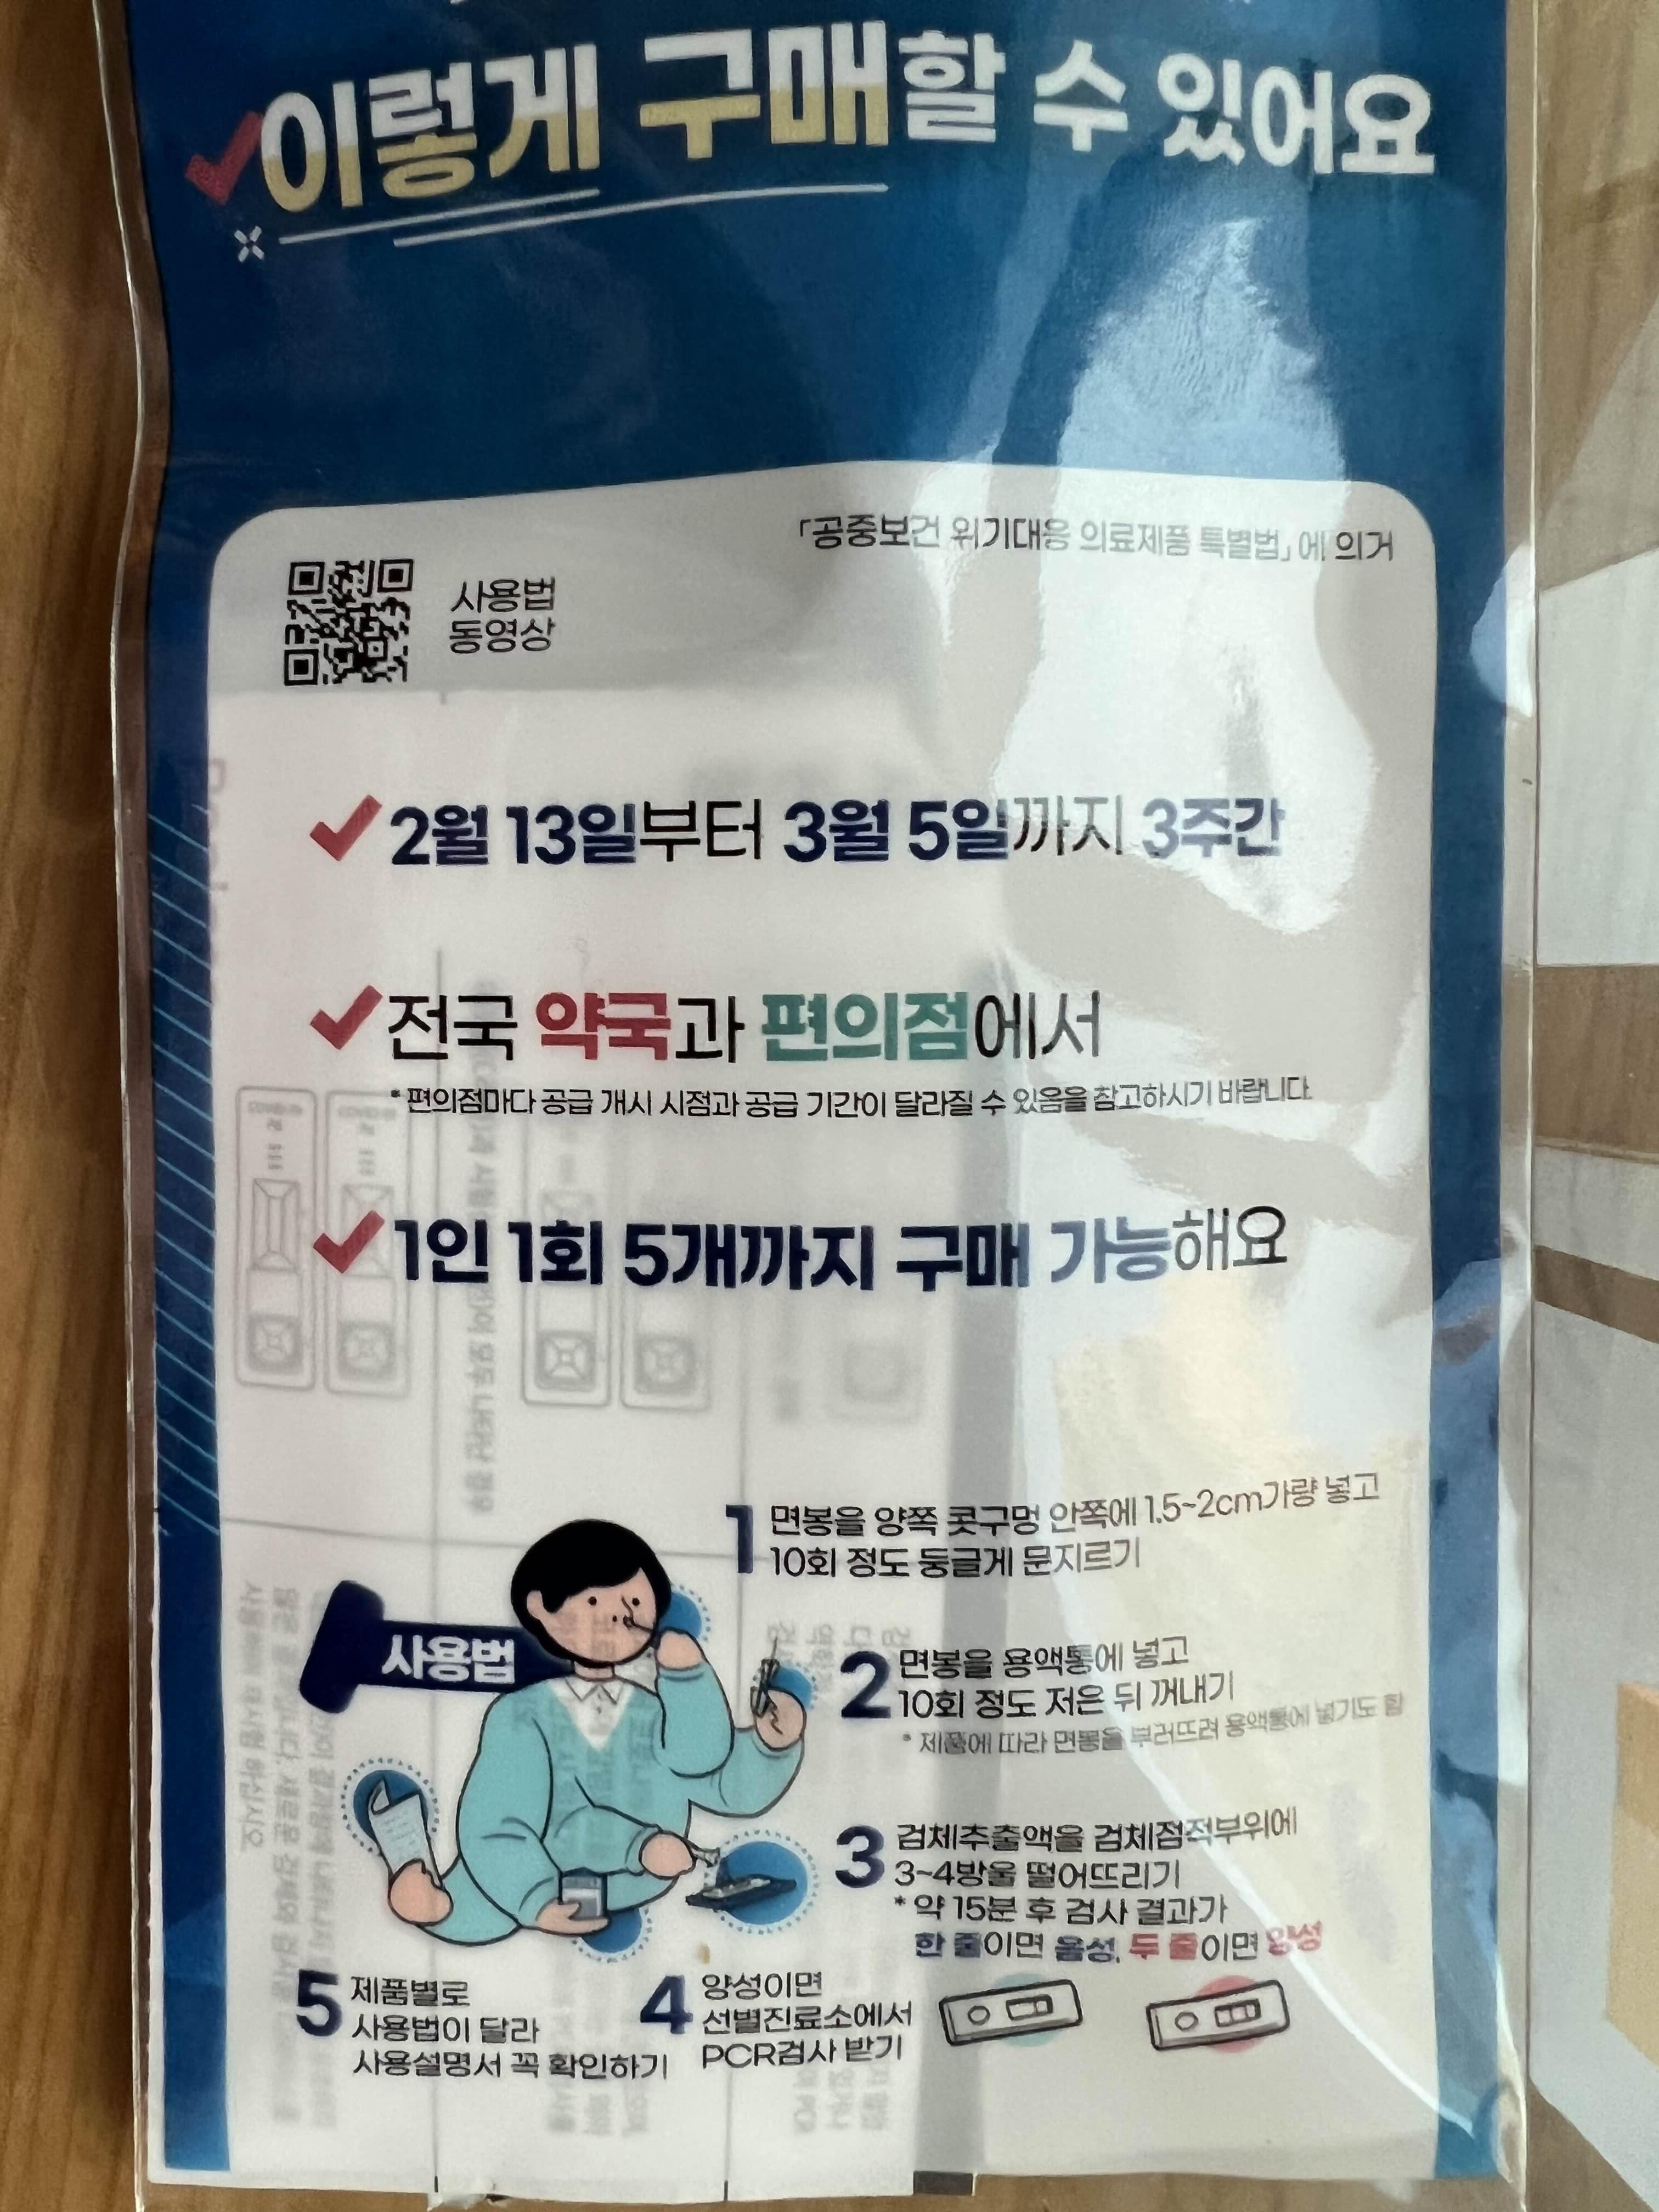 이렇게 구매할 수 있어요
「공중보건 위기대응 의료제품 특별법」에 의거
사용법
동영상
2월 13일부터 3월 5일까지 3주간
전국 약국과 편의점에서
* 편의점마다 공급 개시 시점과 공급 기간이 달라질 수 있음을 참고하시기 바랍니다.
1인 1회 5개까지 구매 가능해요
사용법
1 면봉을 양쪽 콧구멍 안쪽에 1.5~2cm가량 넣고
10회 정도 둥글게 문지르기
2 면봉을 용액통에 넣고
10회 정도 저은 뒤 꺼내기
* 제품에 따라 면봉을 부러뜨려 용액통에 넣기도 함
3 검체추출액을 검체점적부위에
3~4방울 떨어뜨리기
* 약 15분 후 검사 결과가
한 줄이면 음성, 두 줄이면 양성
4 양성이면
선별진료소에서
PCR검사 받기
5 제품별로
사용법이 달라
사용설명서 꼭 확인하기